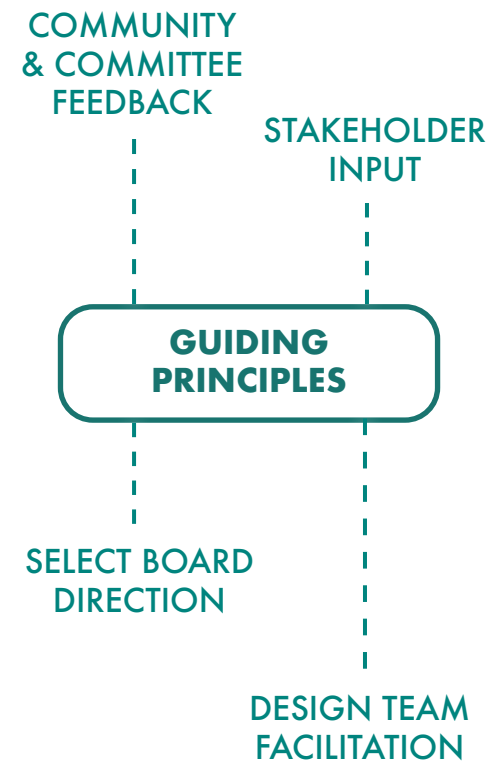 COMMUNITY
& COMMITTEE
FEEDBACK
STAKEHOLDER
INPUT
GUIDING
PRINCIPLES
SELECT BOARD
DIRECTION
DESIGN TEAM
FACILITATION